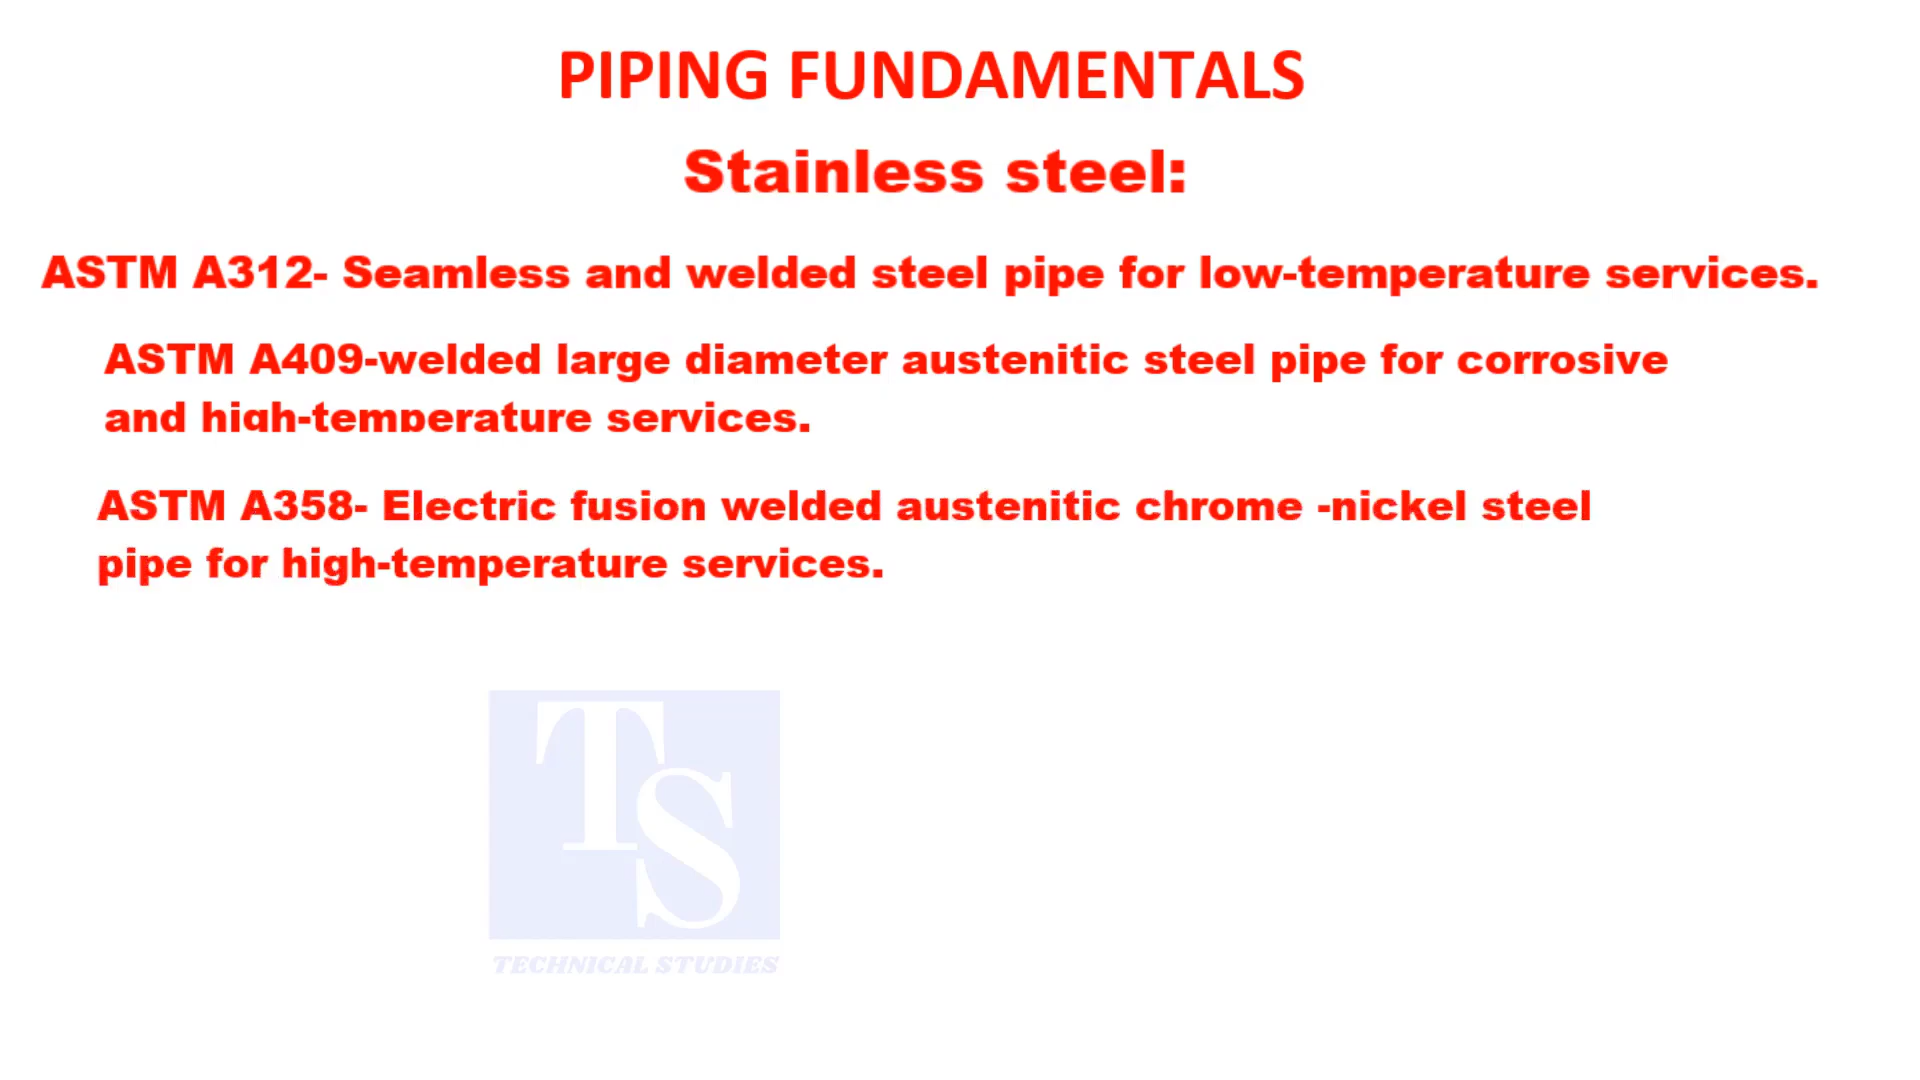 PIPING FUNDAMENTALS
Stainless steel:
ASTM A312- Seamless and welded steel pipe for low-temperature services.
ASTM A409-welded large diameter austenitic steel pipe for corrosive
and high-temperature services.
ASTM A358- Electric fusion welded austenitic chrome -nickel steel
pipe for high-temperature services.
TS
TECHNICAL STUDIES